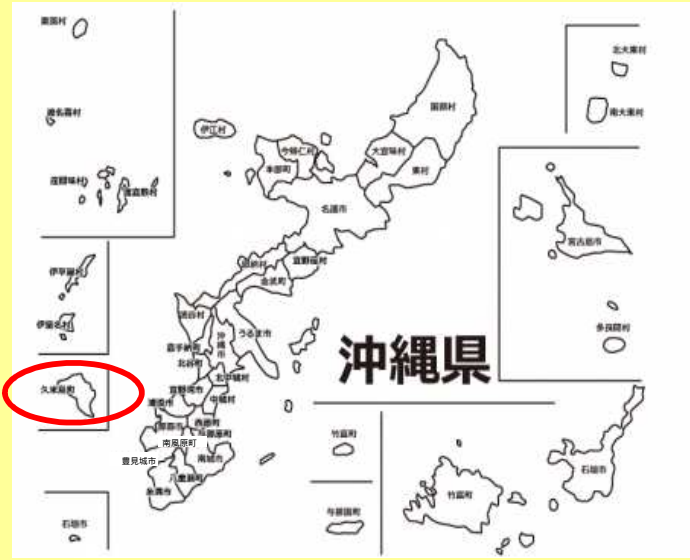 粟国村
渡名喜村
座間味村
渡嘉敷村
伊平屋村
伊是名村
久米島町
石垣市
伊江村
今帰仁村
本部町
国頭村
大宜味村
東村
名護市
恩納村
宜野座村
金武町
読谷村
うるま市
沖縄市
嘉手納町
北谷町
北中城村
宜野湾市
中城村
浦添市
西原町
那覇市
与那原町
南風原町
豊見城市
南城市
八重瀬町
糸満市
沖縄県
北大東村
南大東村
宮古島市
多良間村
竹富町
与那国町
竹富町
石垣市